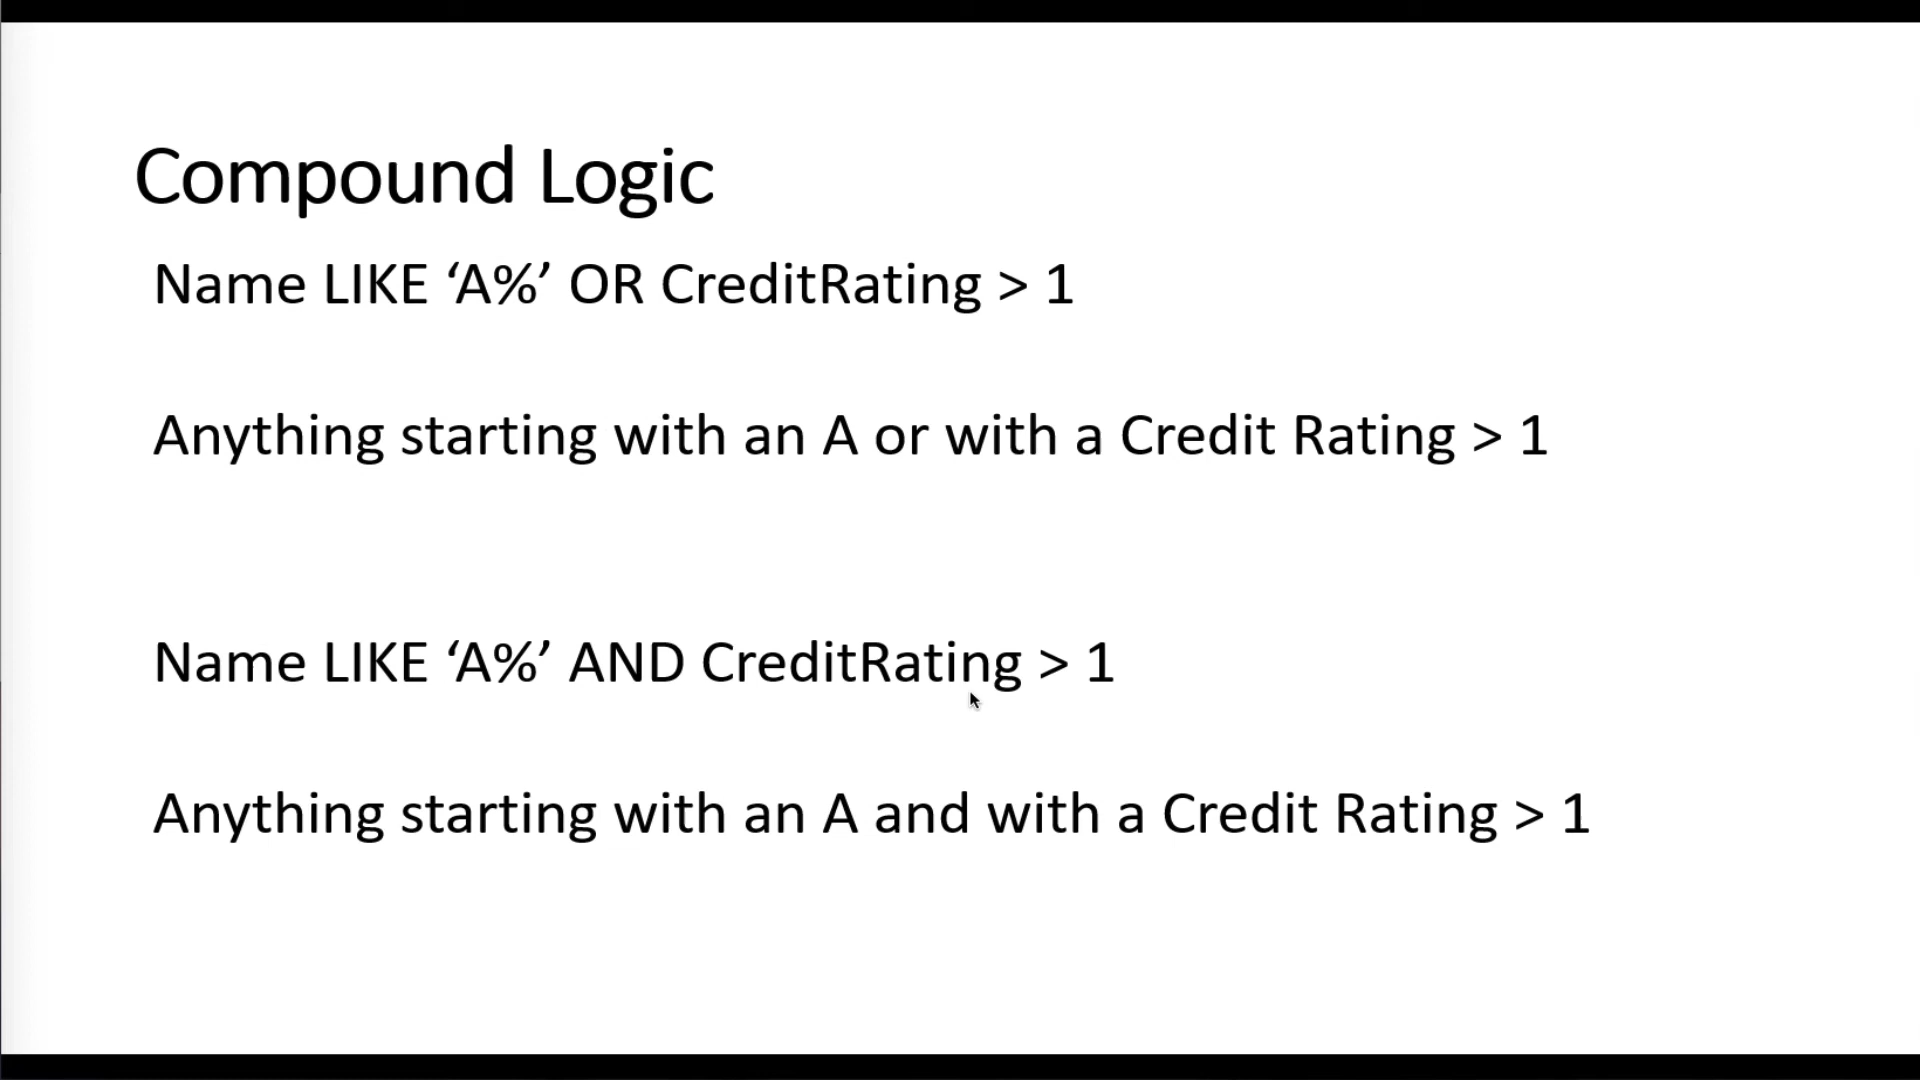 Compound Logic
Name LIKE ‘A%’ OR CreditRating > 1
Anything starting with an A or with a Credit Rating > 1
Name LIKE ‘A%’ AND CreditRating > 1
Anything starting with an A and with a Credit Rating > 1